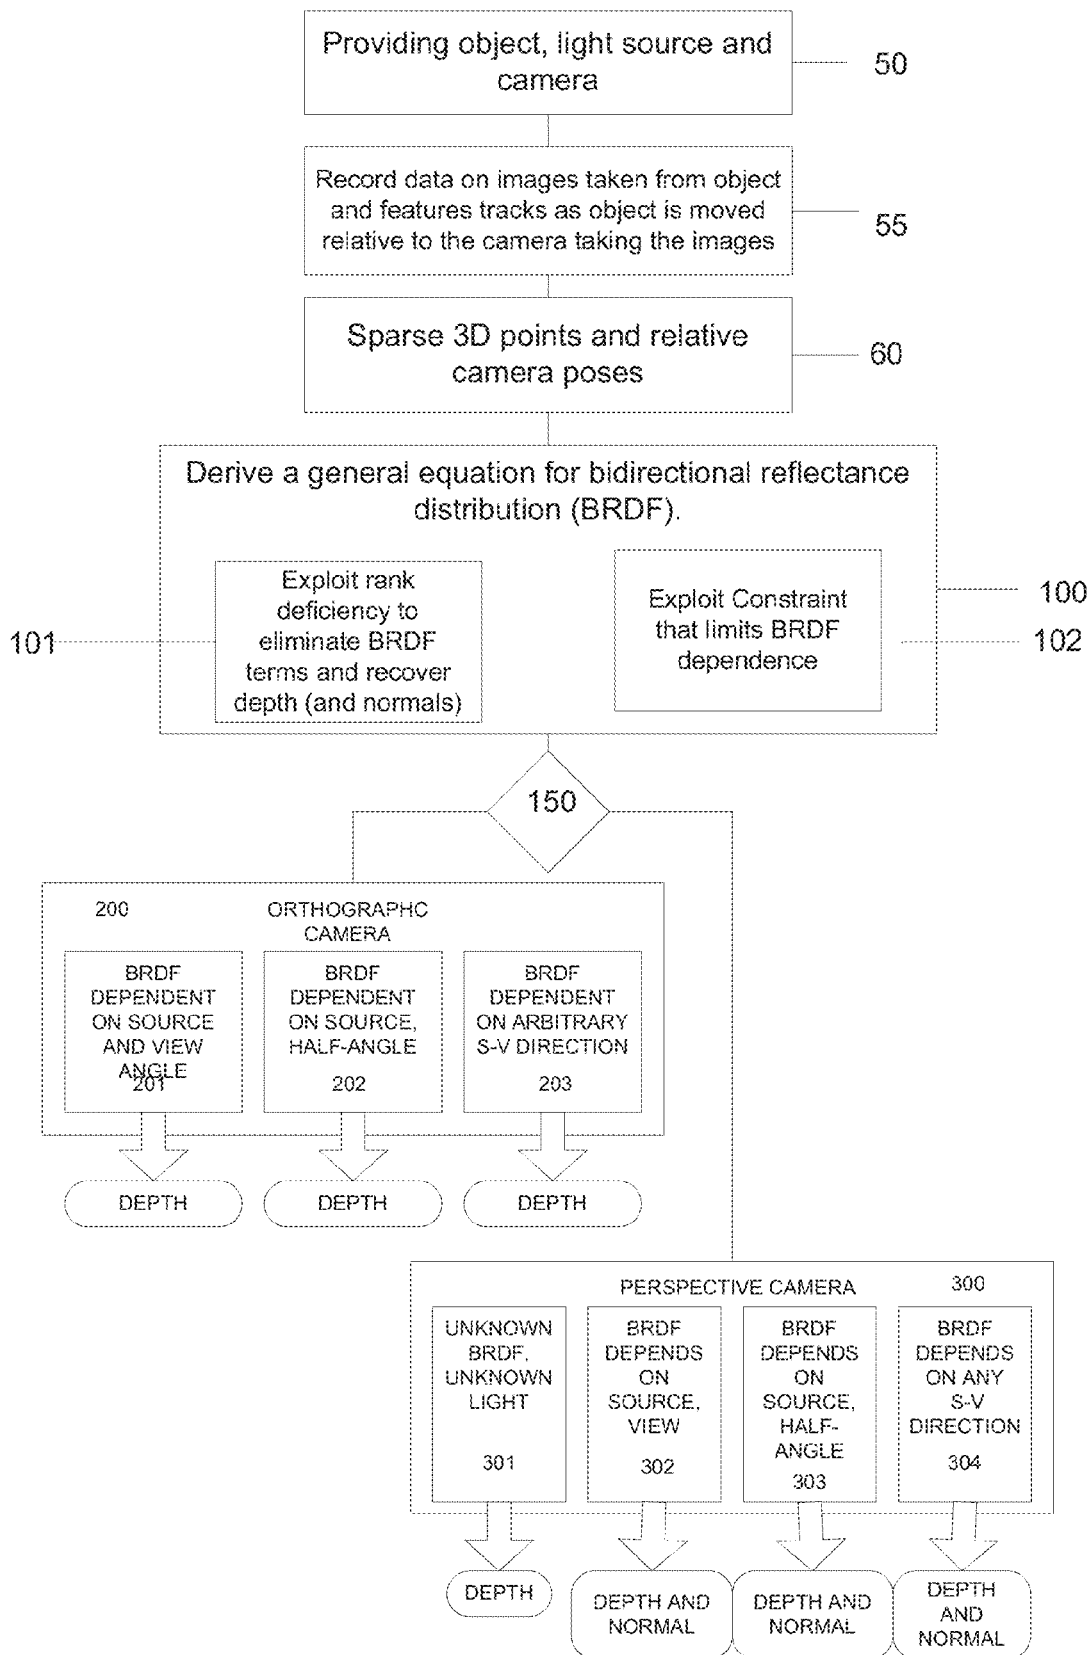 Providing object, light source and
camera
50
Record data on images taken from object
and features tracks as object is moved
relative to the camera taking the images
55
Sparse 3D points and relative
camera poses
60
Derive a general equation for bidirectional reflectance
distribution (BRDF).
100
101
Exploit rank
deficiency to
eliminate BRDF
terms and recover
depth (and normals)
Exploit Constraint
that limits BRDF
dependence
102
150
200
ORTHOGRAPHC
CAMERA
BRDF
DEPENDENT
ON SOURCE
AND VIEW
ANGLE
201
BRDF
DEPENDENT
ON SOURCE,
HALF-ANGLE
202
BRDF
DEPENDENT
ON ARBITRARY
S-V DIRECTION
203
DEPTH
DEPTH
DEPTH
PERSPECTIVE CAMERA
300
UNKNOWN
BRDF,
UNKNOWN
LIGHT
301
BRDF
DEPENDS
ON
SOURCE,
VIEW
302
BRDF
DEPENDS
ON
SOURCE,
HALF-
ANGLE
303
BRDF
DEPENDS
ON ANY
S-V
DIRECTION
304
DEPTH
DEPTH AND
NORMAL
DEPTH AND
NORMAL
DEPTH
AND
NORMAL